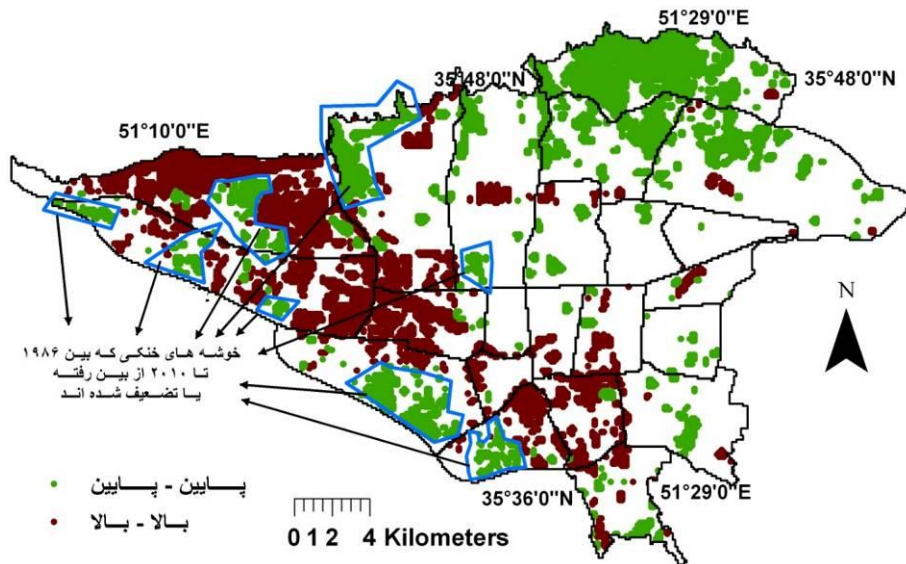 51°29'0"E
35°48'0"N
35°48'0"N
51°10'0"E
N
خوشه های خنکی که بین ۱۹۸۶
تا ۲۰۱۰ از بین رفته
یا تضعیف شده اند
پایین - پایین
بالا - بالا
35°36'0"N
51°29'0"E
0 1 2 4 Kilometers